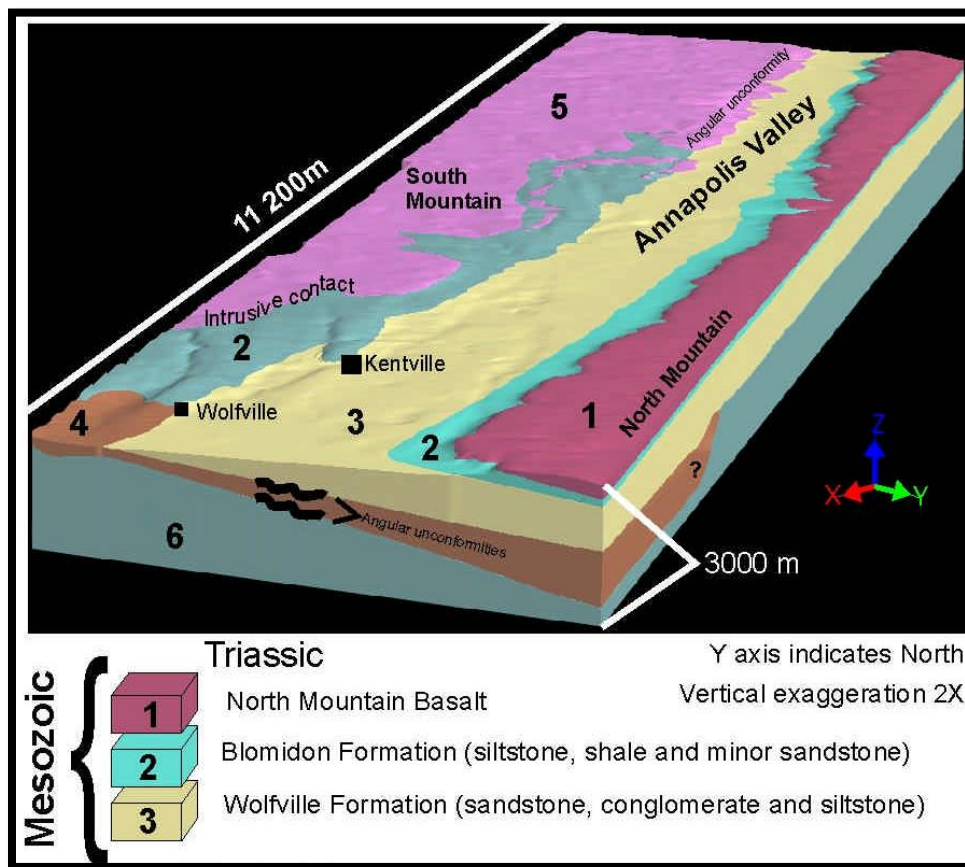 5
Angular unconformity
Annapolis Valley
South
Mountain
11 200m
Intrusive contact
2
Kentville
Wolfville
4
3
2
1
North Mountain
?
Z
X
Y
6
Angular unconformities
3000 m
Mesozoic
Triassic
Y axis indicates North
Vertical exaggeration 2X
1
North Mountain Basalt
2
Blomidon Formation (siltstone, shale and minor sandstone)
3
Wolfville Formation (sandstone, conglomerate and siltstone)